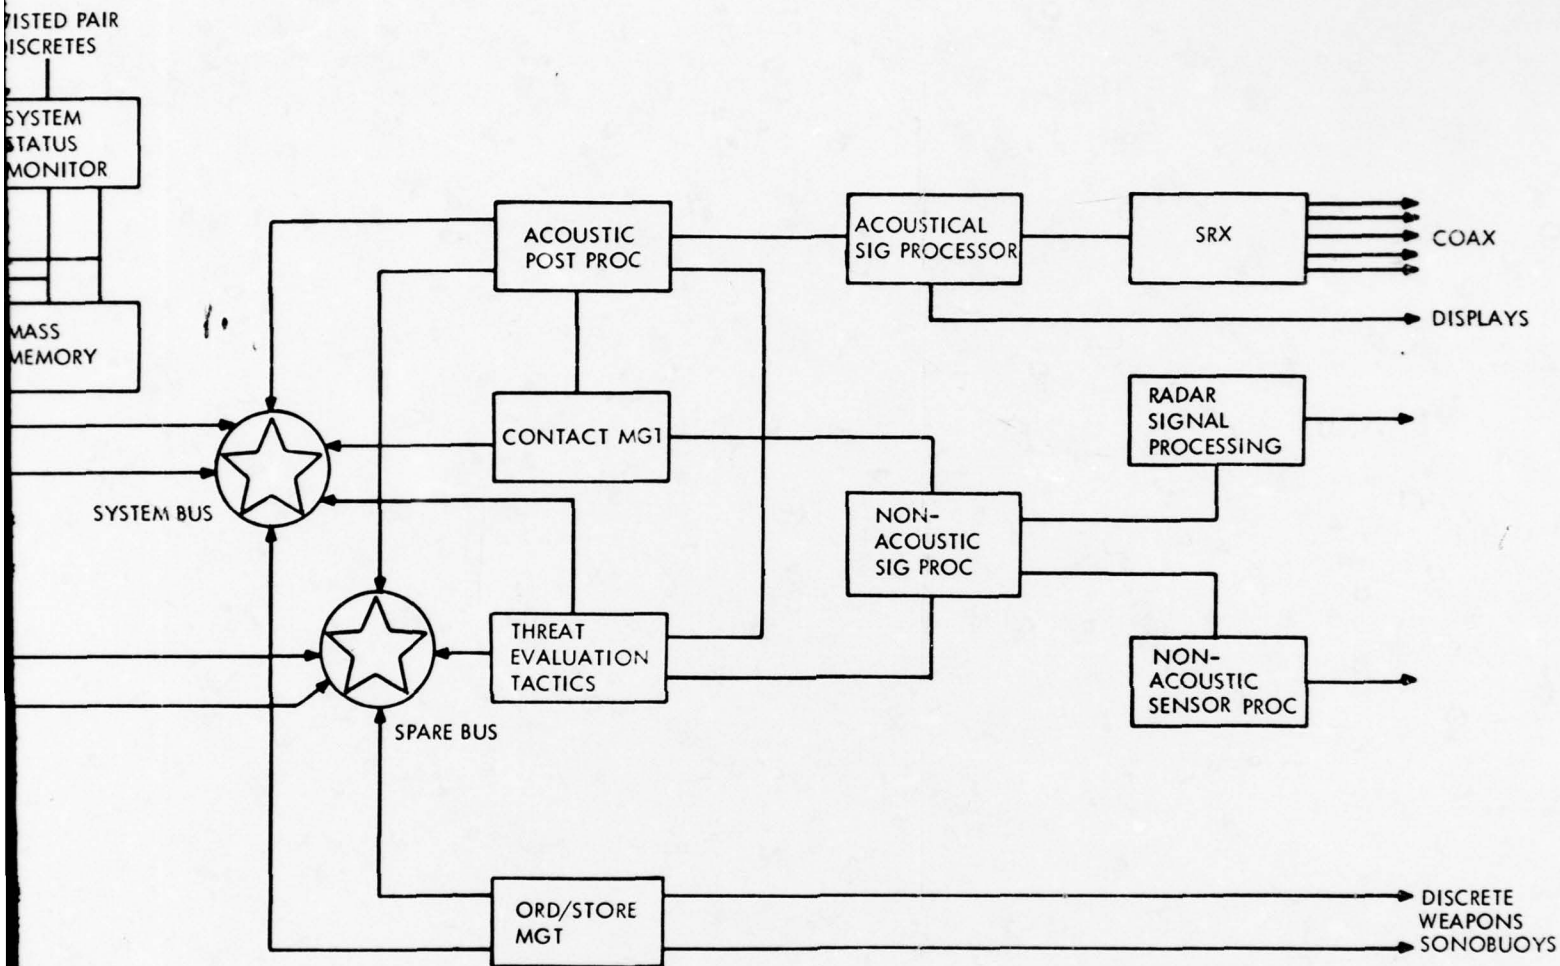 TWISTED PAIR
DISCRETES
SYSTEM
STATUS
MONITOR
MASS
MEMORY
SYSTEM BUS
SPARE BUS
ACOUSTIC
POST PROC
CONTACT MGT
THREAT
EVALUATION
TACTICS
ORD/STORE
MGT
ACOUSTICAL
SIG PROCESSOR
SRX
COAX
DISPLAYS
RADAR
SIGNAL
PROCESSING
NON-
ACOUSTIC
SIG PROC
NON-
ACOUSTIC
SENSOR PROC
DISCRETE
WEAPONS
SONOBUOYS